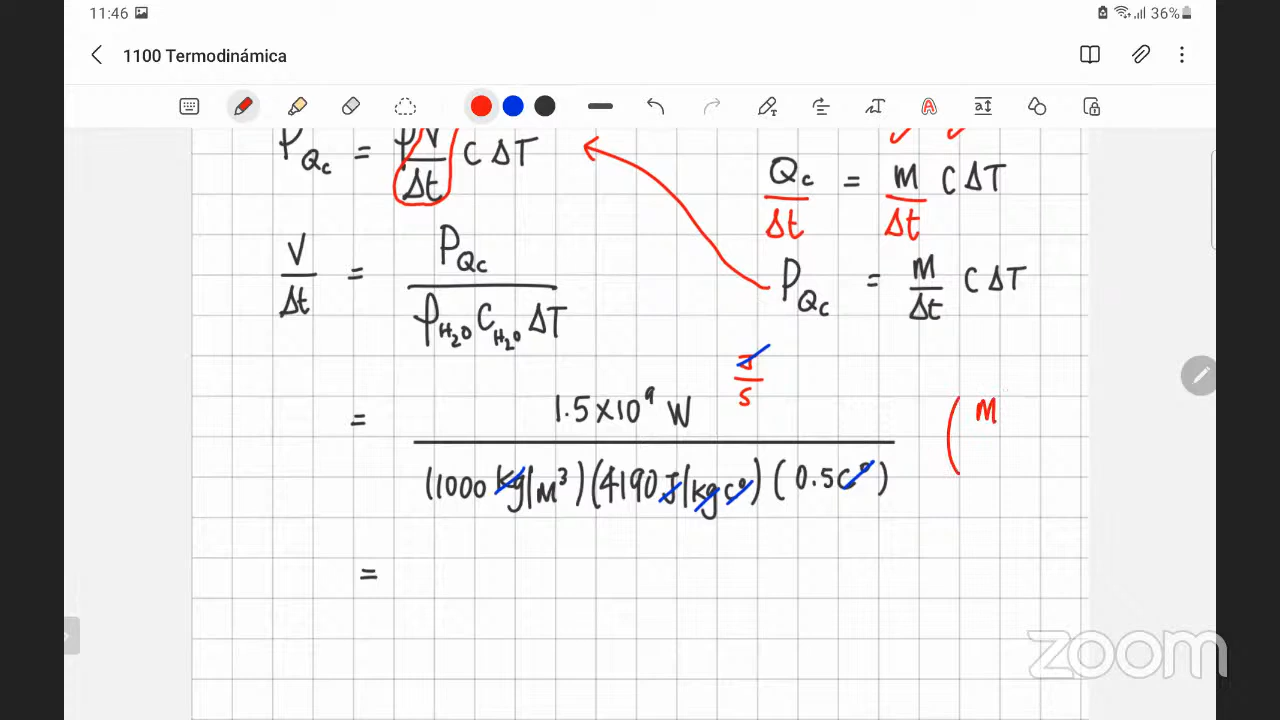 11:46
36%
1100 Termodinámica
P_Qc = ρV/Δt C ΔT
Qc/Δt = M/Δt C ΔT
V/Δt = P_Qc / ρ_H₂O C_H₂O ΔT
P_Qc = M/Δt C ΔT
J/s
= 1.5×10⁹ W
(M
(1000 kg/M³)(4190 J/kg C°)(0.5 C°)
=
zoom